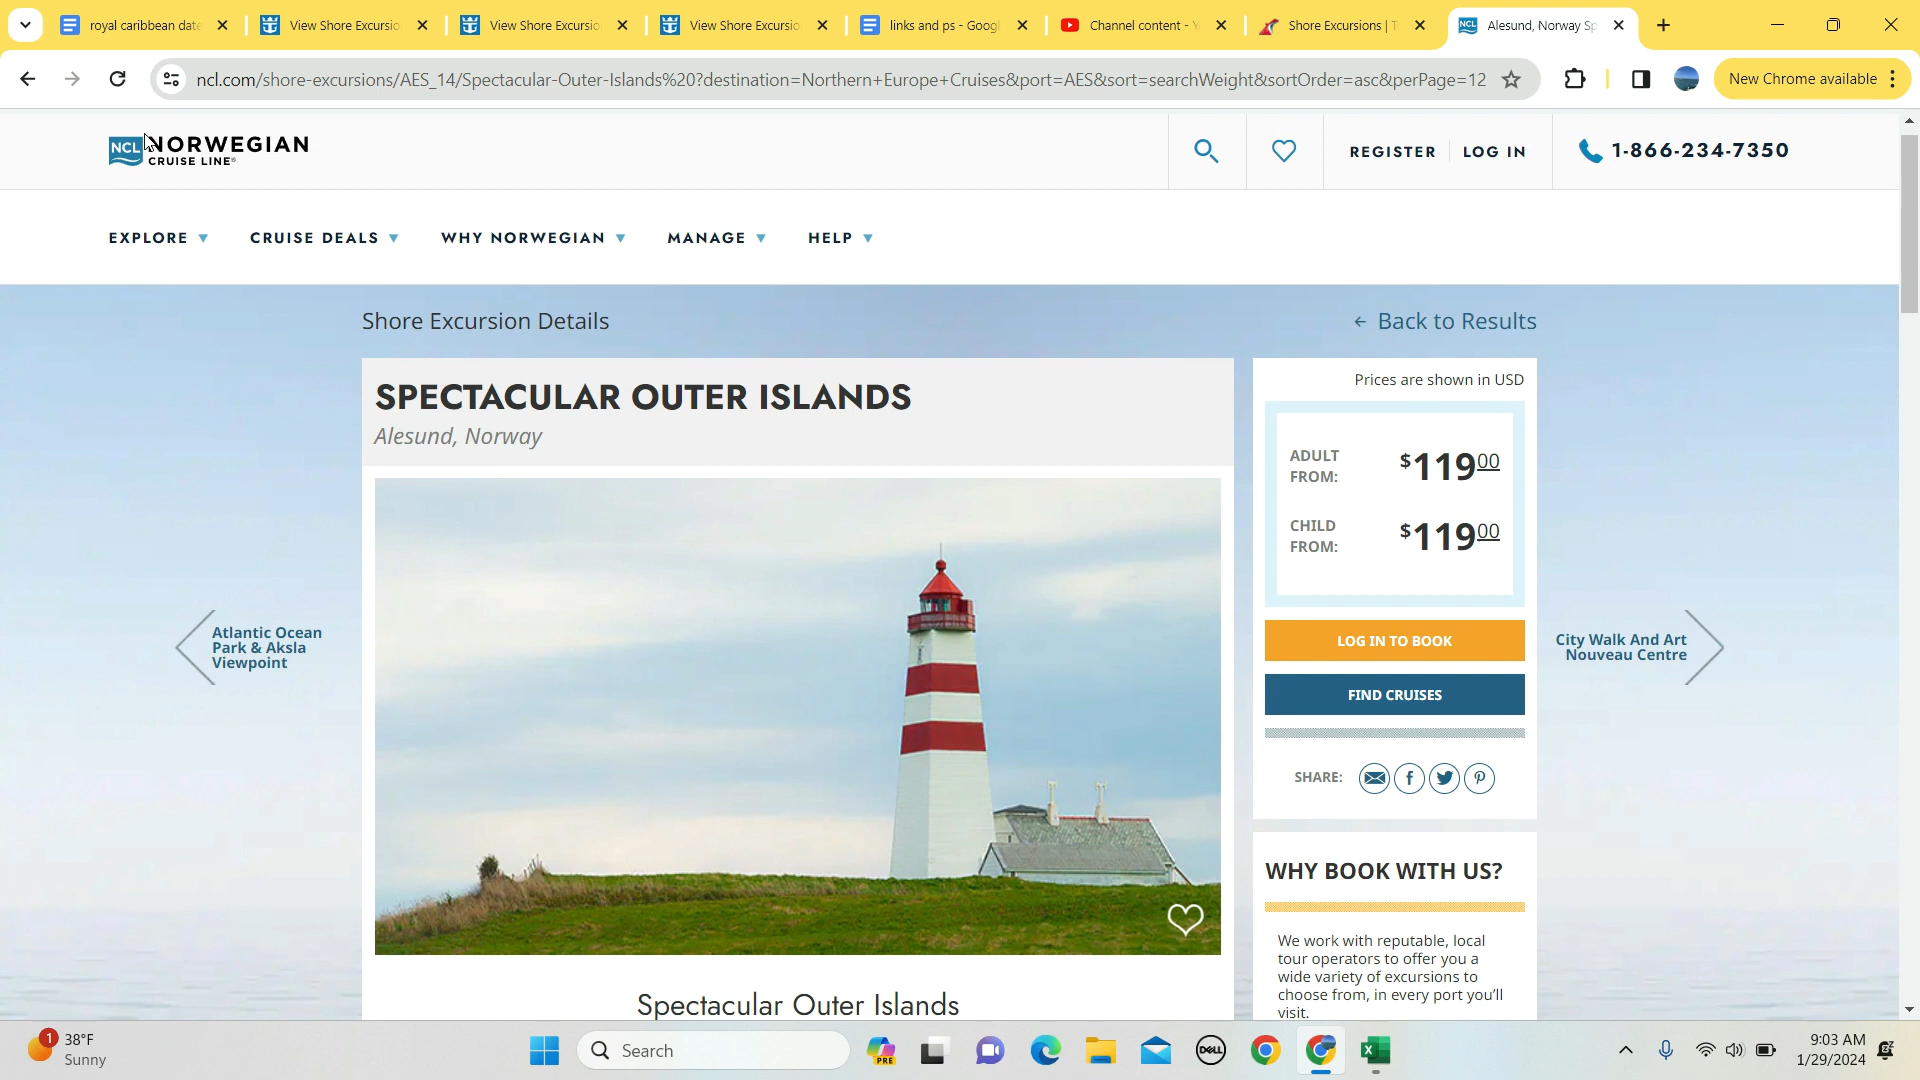 royal caribbean date
View Shore Excursio
View Shore Excursio
View Shore Excursio
links and ps - Googl
Channel content - Y
Shore Excursions | T
Alesund, Norway Sp
ncl.com/shore-excursions/AES_14/Spectacular-Outer-Islands%20?destination=Northern+Europe+Cruises&port=AES&sort=searchWeight&sortOrder=asc&perPage=12
New Chrome available
NCL NORWEGIAN
CRUISE LINE®
REGISTER
LOG IN
1-866-234-7350
EXPLORE
CRUISE DEALS
WHY NORWEGIAN
MANAGE
HELP
Shore Excursion Details
← Back to Results
SPECTACULAR OUTER ISLANDS
Alesund, Norway
Prices are shown in USD
ADULT
FROM:
$11900
CHILD
FROM:
$11900
LOG IN TO BOOK
FIND CRUISES
SHARE:
Atlantic Ocean
Park & Aksla
Viewpoint
City Walk And Art
Nouveau Centre
WHY BOOK WITH US?
We work with reputable, local
tour operators to offer you a
wide variety of excursions to
choose from, in every port you'll
visit.
Spectacular Outer Islands
1
38°F
Sunny
Search
PRE
DELL
9:03 AM
1/29/2024